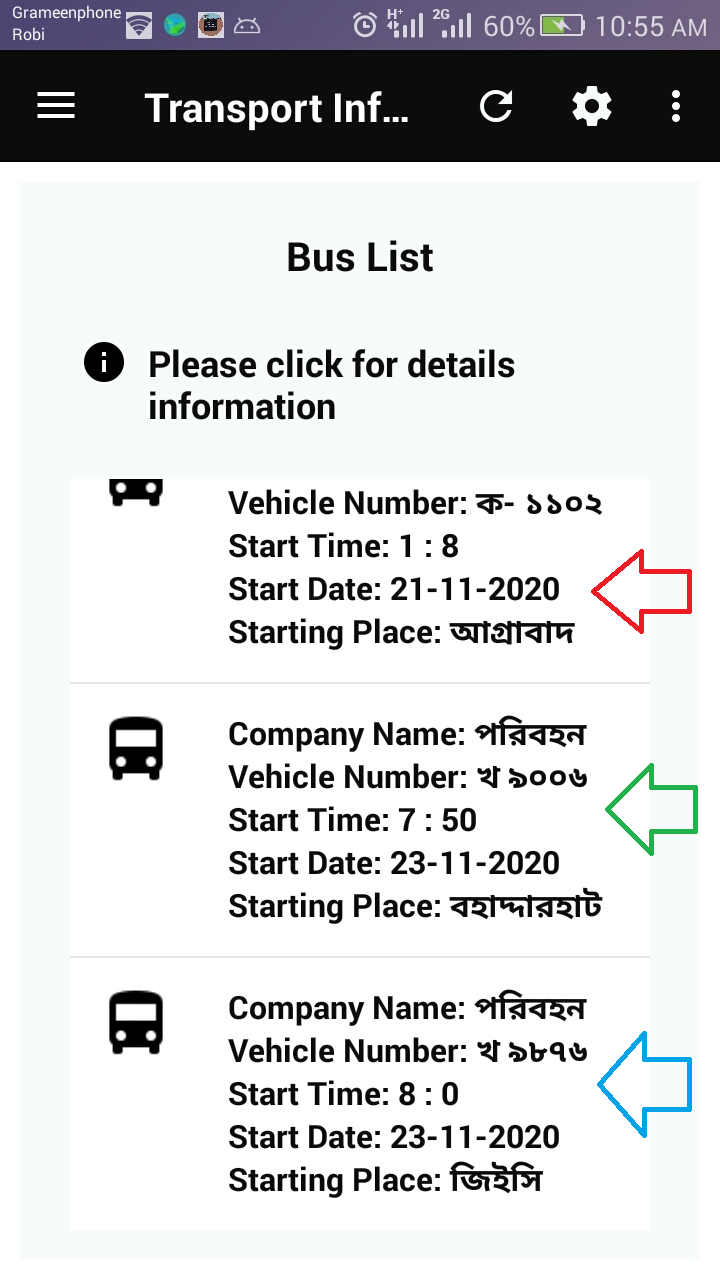 Grameenphone
Robi
H+
2G
60%
10:55 AM
Transport Inf...
Bus List
Please click for details
information
Vehicle Number: ক- ১১০২
Start Time: 1 : 8
Start Date: 21-11-2020
Starting Place: আগ্রাবাদ
Company Name: পরিবহন
Vehicle Number: খ ৯০০৬
Start Time: 7 : 50
Start Date: 23-11-2020
Starting Place: বহাদ্দারহাট
Company Name: পরিবহন
Vehicle Number: খ ৯৮৭৬
Start Time: 8 : 0
Start Date: 23-11-2020
Starting Place: জিইসি